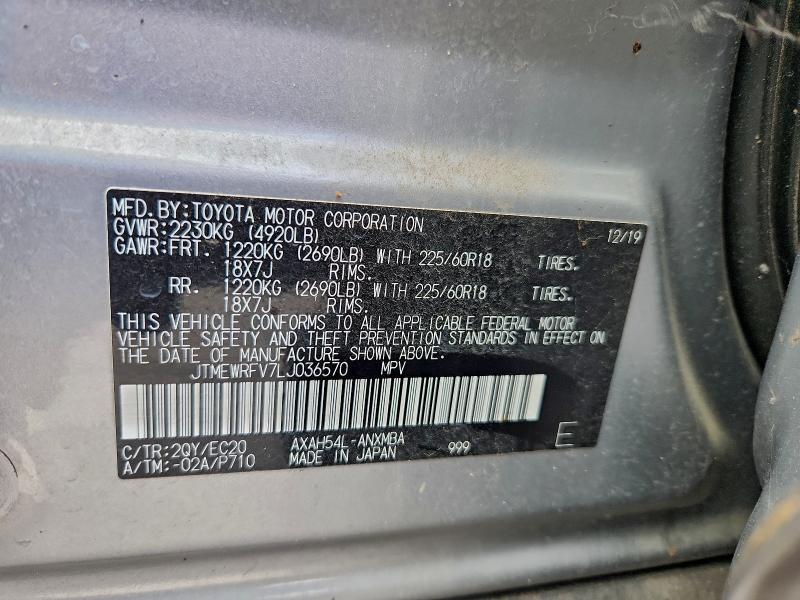 MFD.BY:TOYOTA MOTOR CORPORATION 12/19
GVWR:2230KG (4920LB)
GAWR:FRT. 1220KG (2690LB) WITH 225/60R18 TIRES.
18X7J RIMS.
RR. 1220KG (2690LB) WITH 225/60R18 TIRES.
18X7J RIMS.
THIS VEHICLE CONFORMS TO ALL APPLICABLE FEDERAL MOTOR
VEHICLE SAFETY AND THEFT PREVENTION STANDARDS IN EFFECT ON
THE DATE OF MANUFACTURE SHOWN ABOVE.
JTMEWRFV7LJ036570 MPV
C/TR:2QY/EC20 AXAH54L-ANXMBA E
A/TM:-02A/P710 MADE IN JAPAN 999